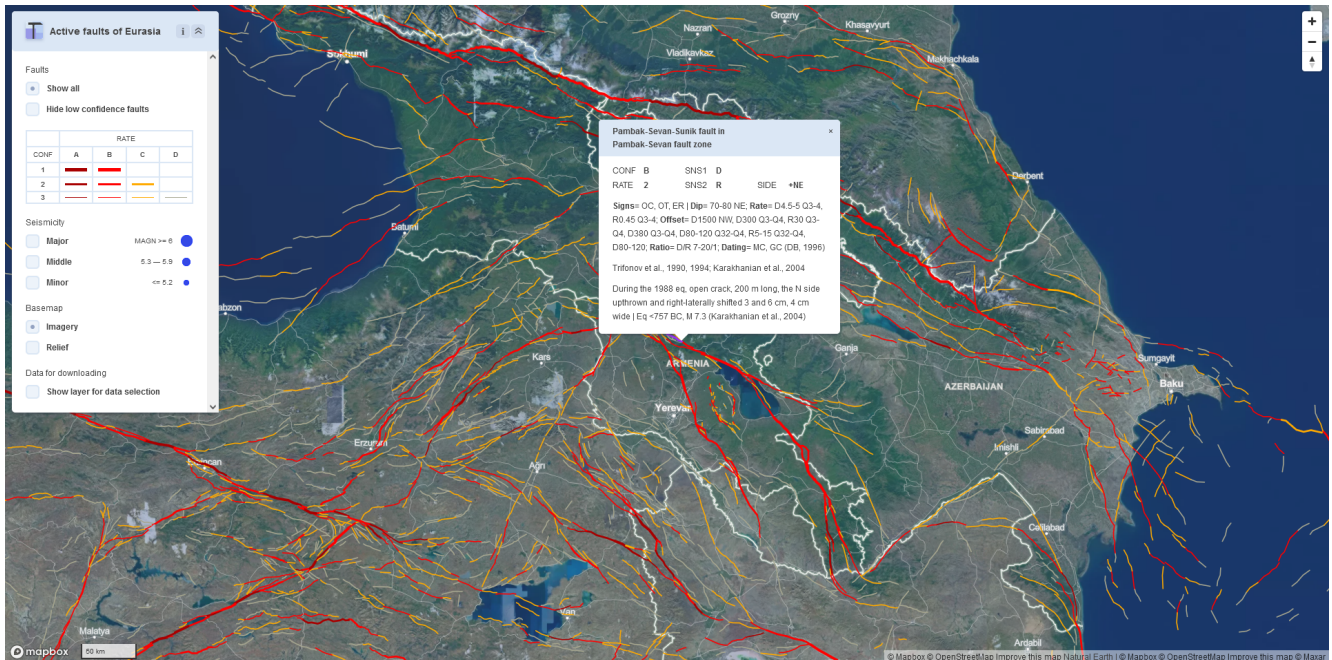 Active faults of Eurasia
i
Faults
Show all
Hide low confidence faults
RATE
CONF A B C D
1
2
3
Seismicity
Major MAGN >= 6
Middle 5.3 — 5.9
Minor <= 5.2
Basemap
Imagery
Relief
Data for downloading
Show layer for data selection
Pambak-Sevan-Sunik fault in
Pambak-Sevan fault zone
×
CONF B SNS1 D
RATE 2 SNS2 R SIDE +NE
Signs= OC, OT, ER | Dip= 70-80 NE; Rate= D4.5-5 Q3-4,
R0.45 Q3-4; Offset= D1500 NW, D300 Q3-Q4, R30 Q3-
Q4, D380 Q3-Q4, D80-120 Q32-Q4, R5-15 Q32-Q4,
D80-120; Ratio= D/R 7-20/1; Dating= MC, GC (DB, 1996)
Trifonov et al., 1990, 1994; Karakhanian et al., 2004
During the 1988 eq, open crack, 200 m long, the N side
upthrown and right-laterally shifted 3 and 6 cm, 4 cm
wide | Eq <757 BC, M 7.3 (Karakhanian et al., 2004)
Grozny
Khasavyurt
Nazran
Vladikavkaz
Sukhumi
Makhachkala
Derbent
Batumi
abzon
Kars
Ganja
Sumgayit
ARMENIA
Baku
AZERBAIJAN
Yerevan
Sabirabad
Imishli
Erzurum
Erzincan
Ağrı
Calilabad
Van
Malatya
Ardabil
+
−
mapbox
50 km
© Mapbox © OpenStreetMap Improve this map Natural Earth | © Mapbox © OpenStreetMap Improve this map © Maxar